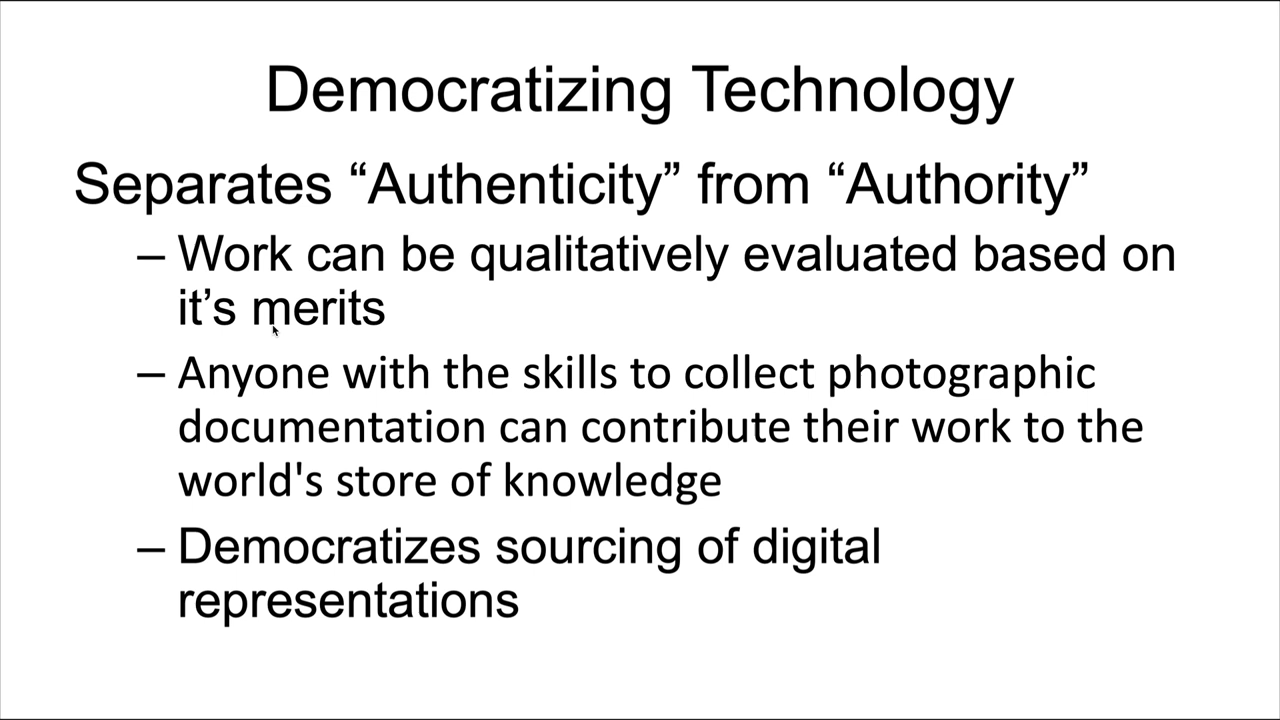 Democratizing Technology
Separates “Authenticity” from “Authority”
– Work can be qualitatively evaluated based on
it’s merits
– Anyone with the skills to collect photographic
documentation can contribute their work to the
world's store of knowledge
– Democratizes sourcing of digital
representations